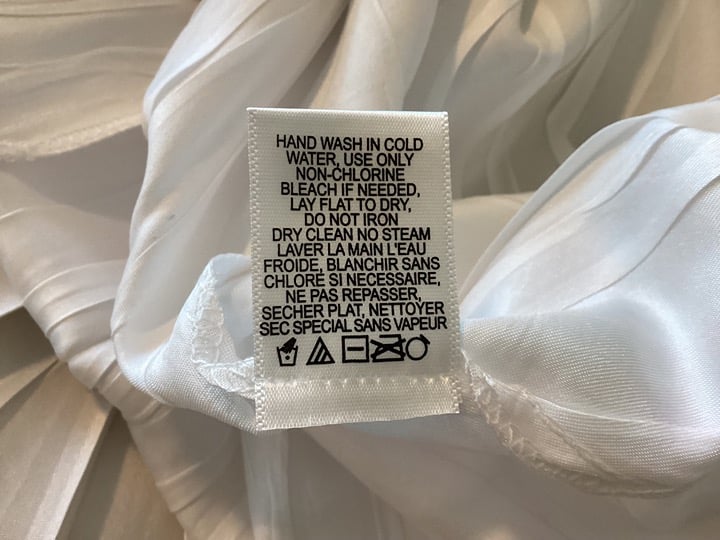 HAND WASH IN COLD
WATER, USE ONLY
NON-CHLORINE
BLEACH IF NEEDED,
LAY FLAT TO DRY,
DO NOT IRON
DRY CLEAN NO STEAM
LAVER LA MAIN L'EAU
FROIDE, BLANCHIR SANS
CHLORE SI NECESSAIRE,
NE PAS REPASSER,
SECHER PLAT, NETTOYER
SEC SPECIAL SANS VAPEUR